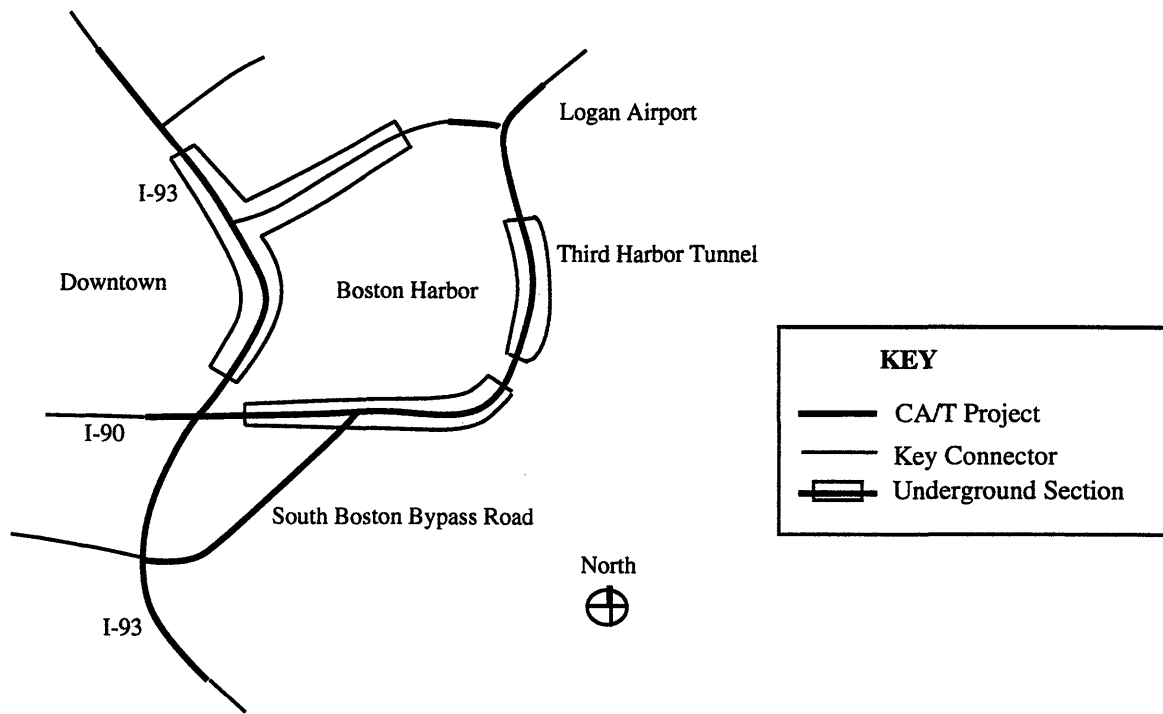 Logan Airport
I-93
Third Harbor Tunnel
Downtown
Boston Harbor
I-90
South Boston Bypass Road
North
I-93
KEY
CA/T Project
Key Connector
Underground Section